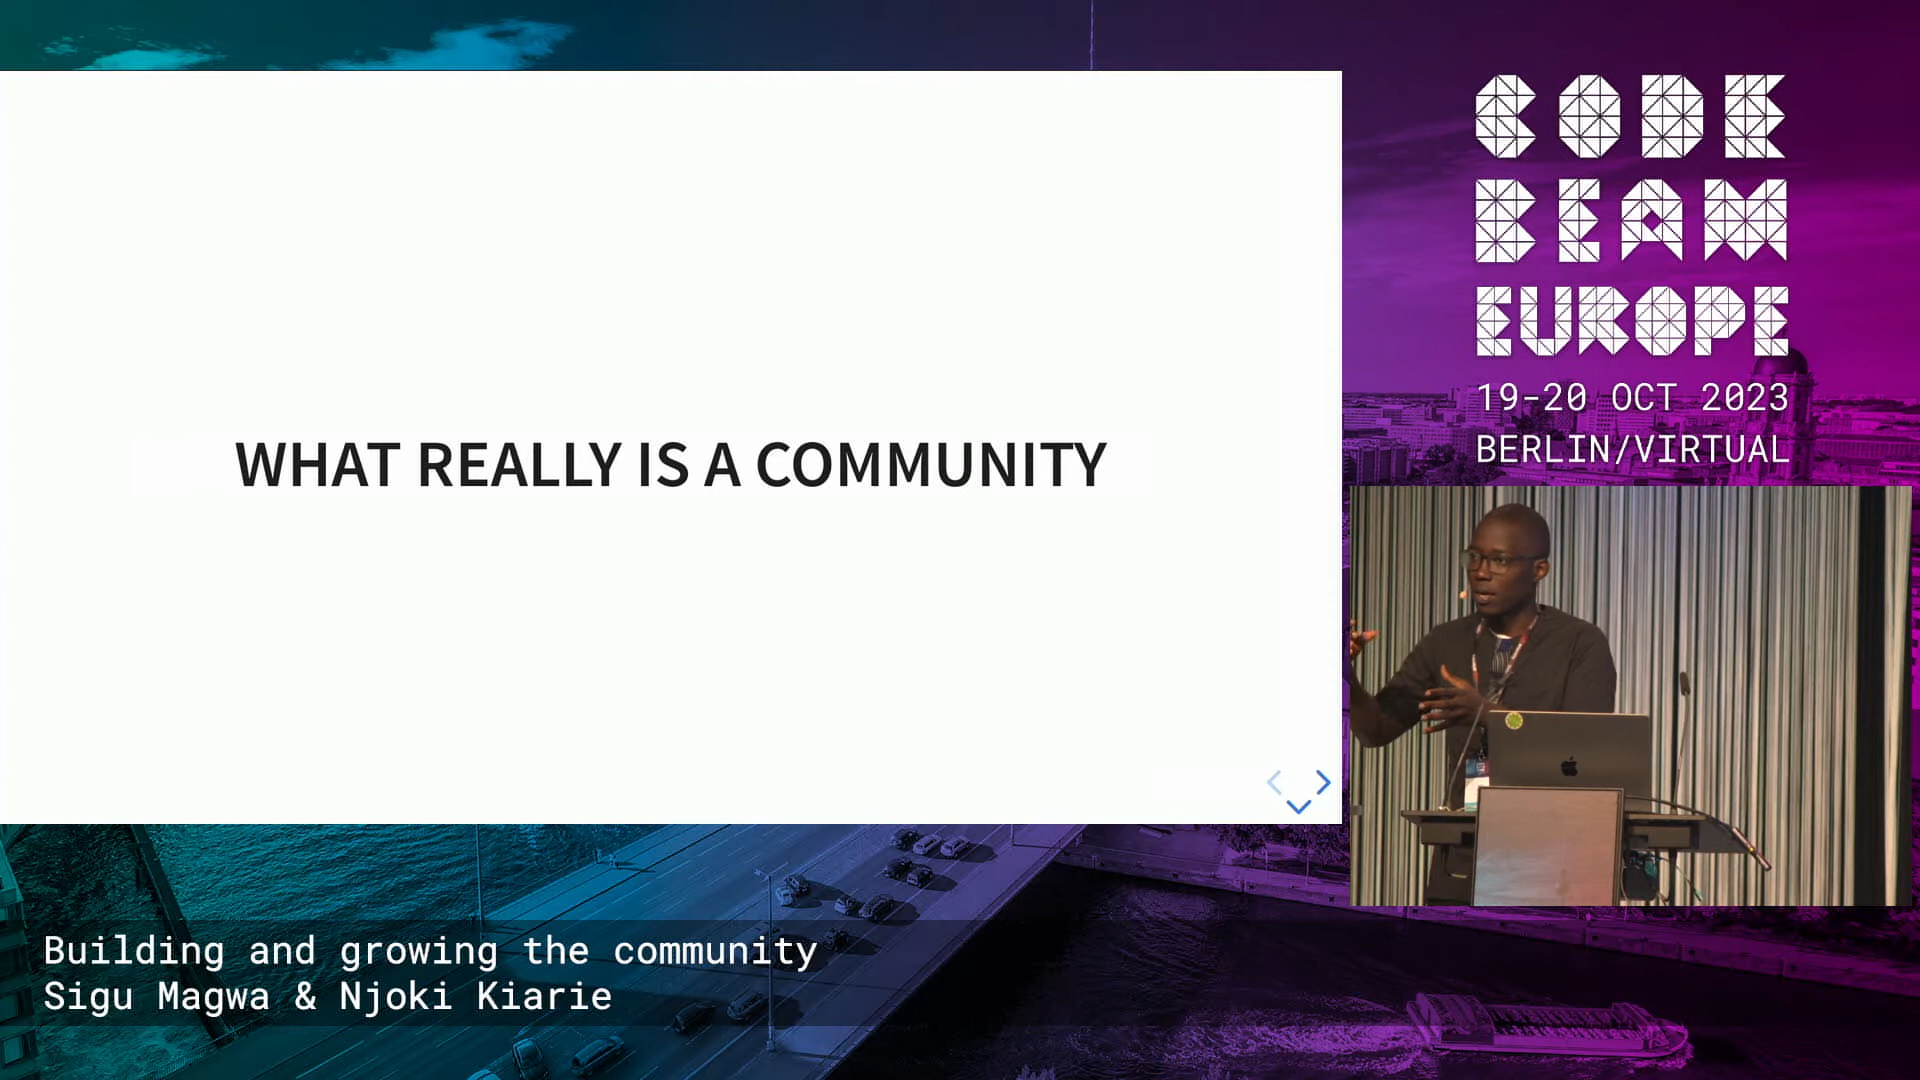 WHAT REALLY IS A COMMUNITY
CODE
BEAM
EUROPE
19-20 OCT 2023
BERLIN/VIRTUAL
Building and growing the community
Sigu Magwa & Njoki Kiarie